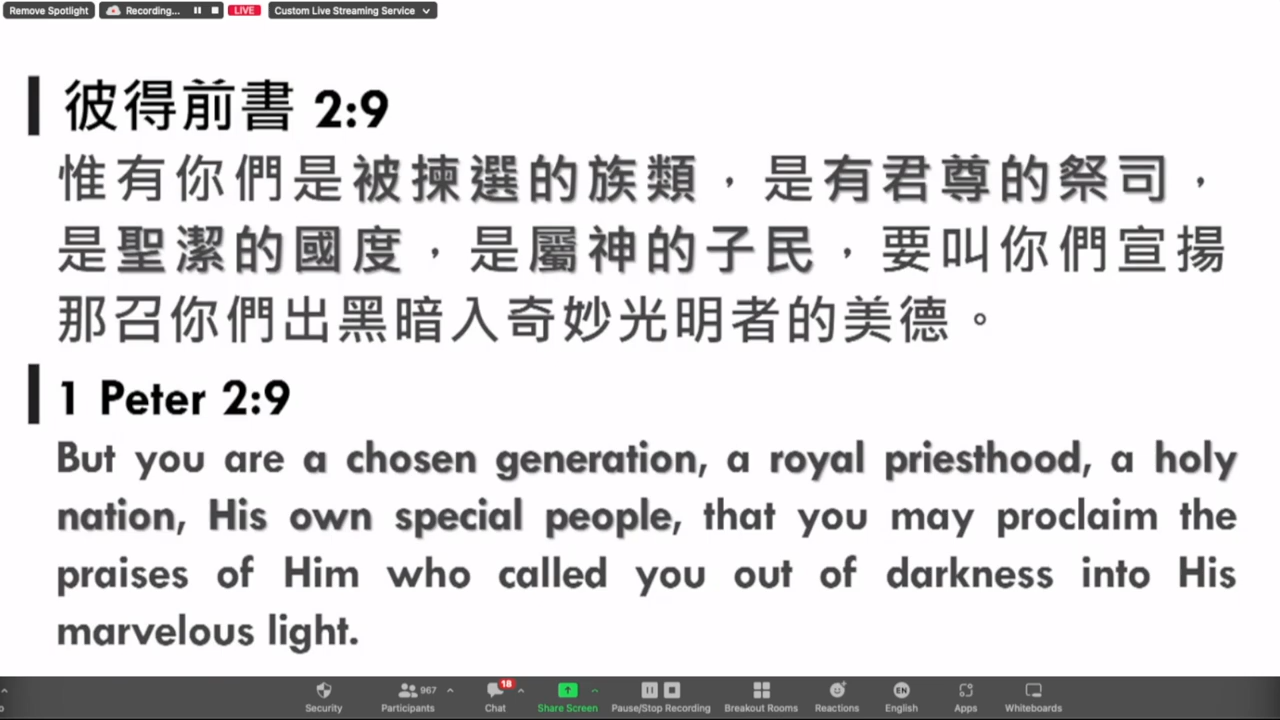 Remove Spotlight Recording... LIVE Custom Live Streaming Service
彼得前書 2:9
惟有你們是被揀選的族類，是有君尊的祭司，
是聖潔的國度，是屬神的子民，要叫你們宣揚
那召你們出黑暗入奇妙光明者的美德。
1 Peter 2:9
But you are a chosen generation, a royal priesthood, a holy
nation, His own special people, that you may proclaim the
praises of Him who called you out of darkness into His
marvelous light.
967 18 EN
Security Participants Chat Share Screen Pause/Stop Recording Breakout Rooms Reactions English Apps Whiteboards